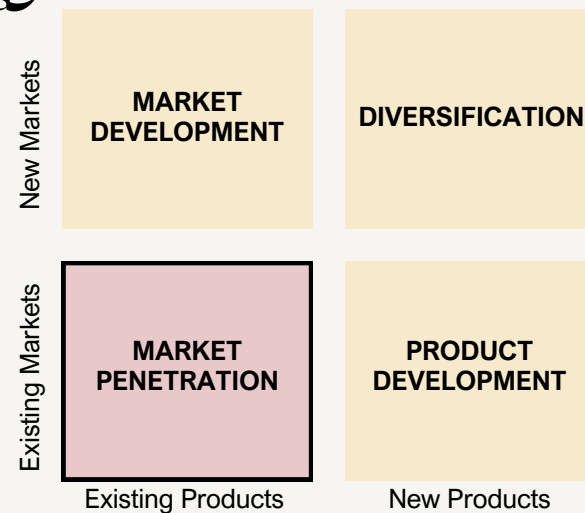 New Markets
MARKET
DEVELOPMENT
DIVERSIFICATION
Existing Markets
MARKET
PENETRATION
PRODUCT
DEVELOPMENT
Existing Products
New Products